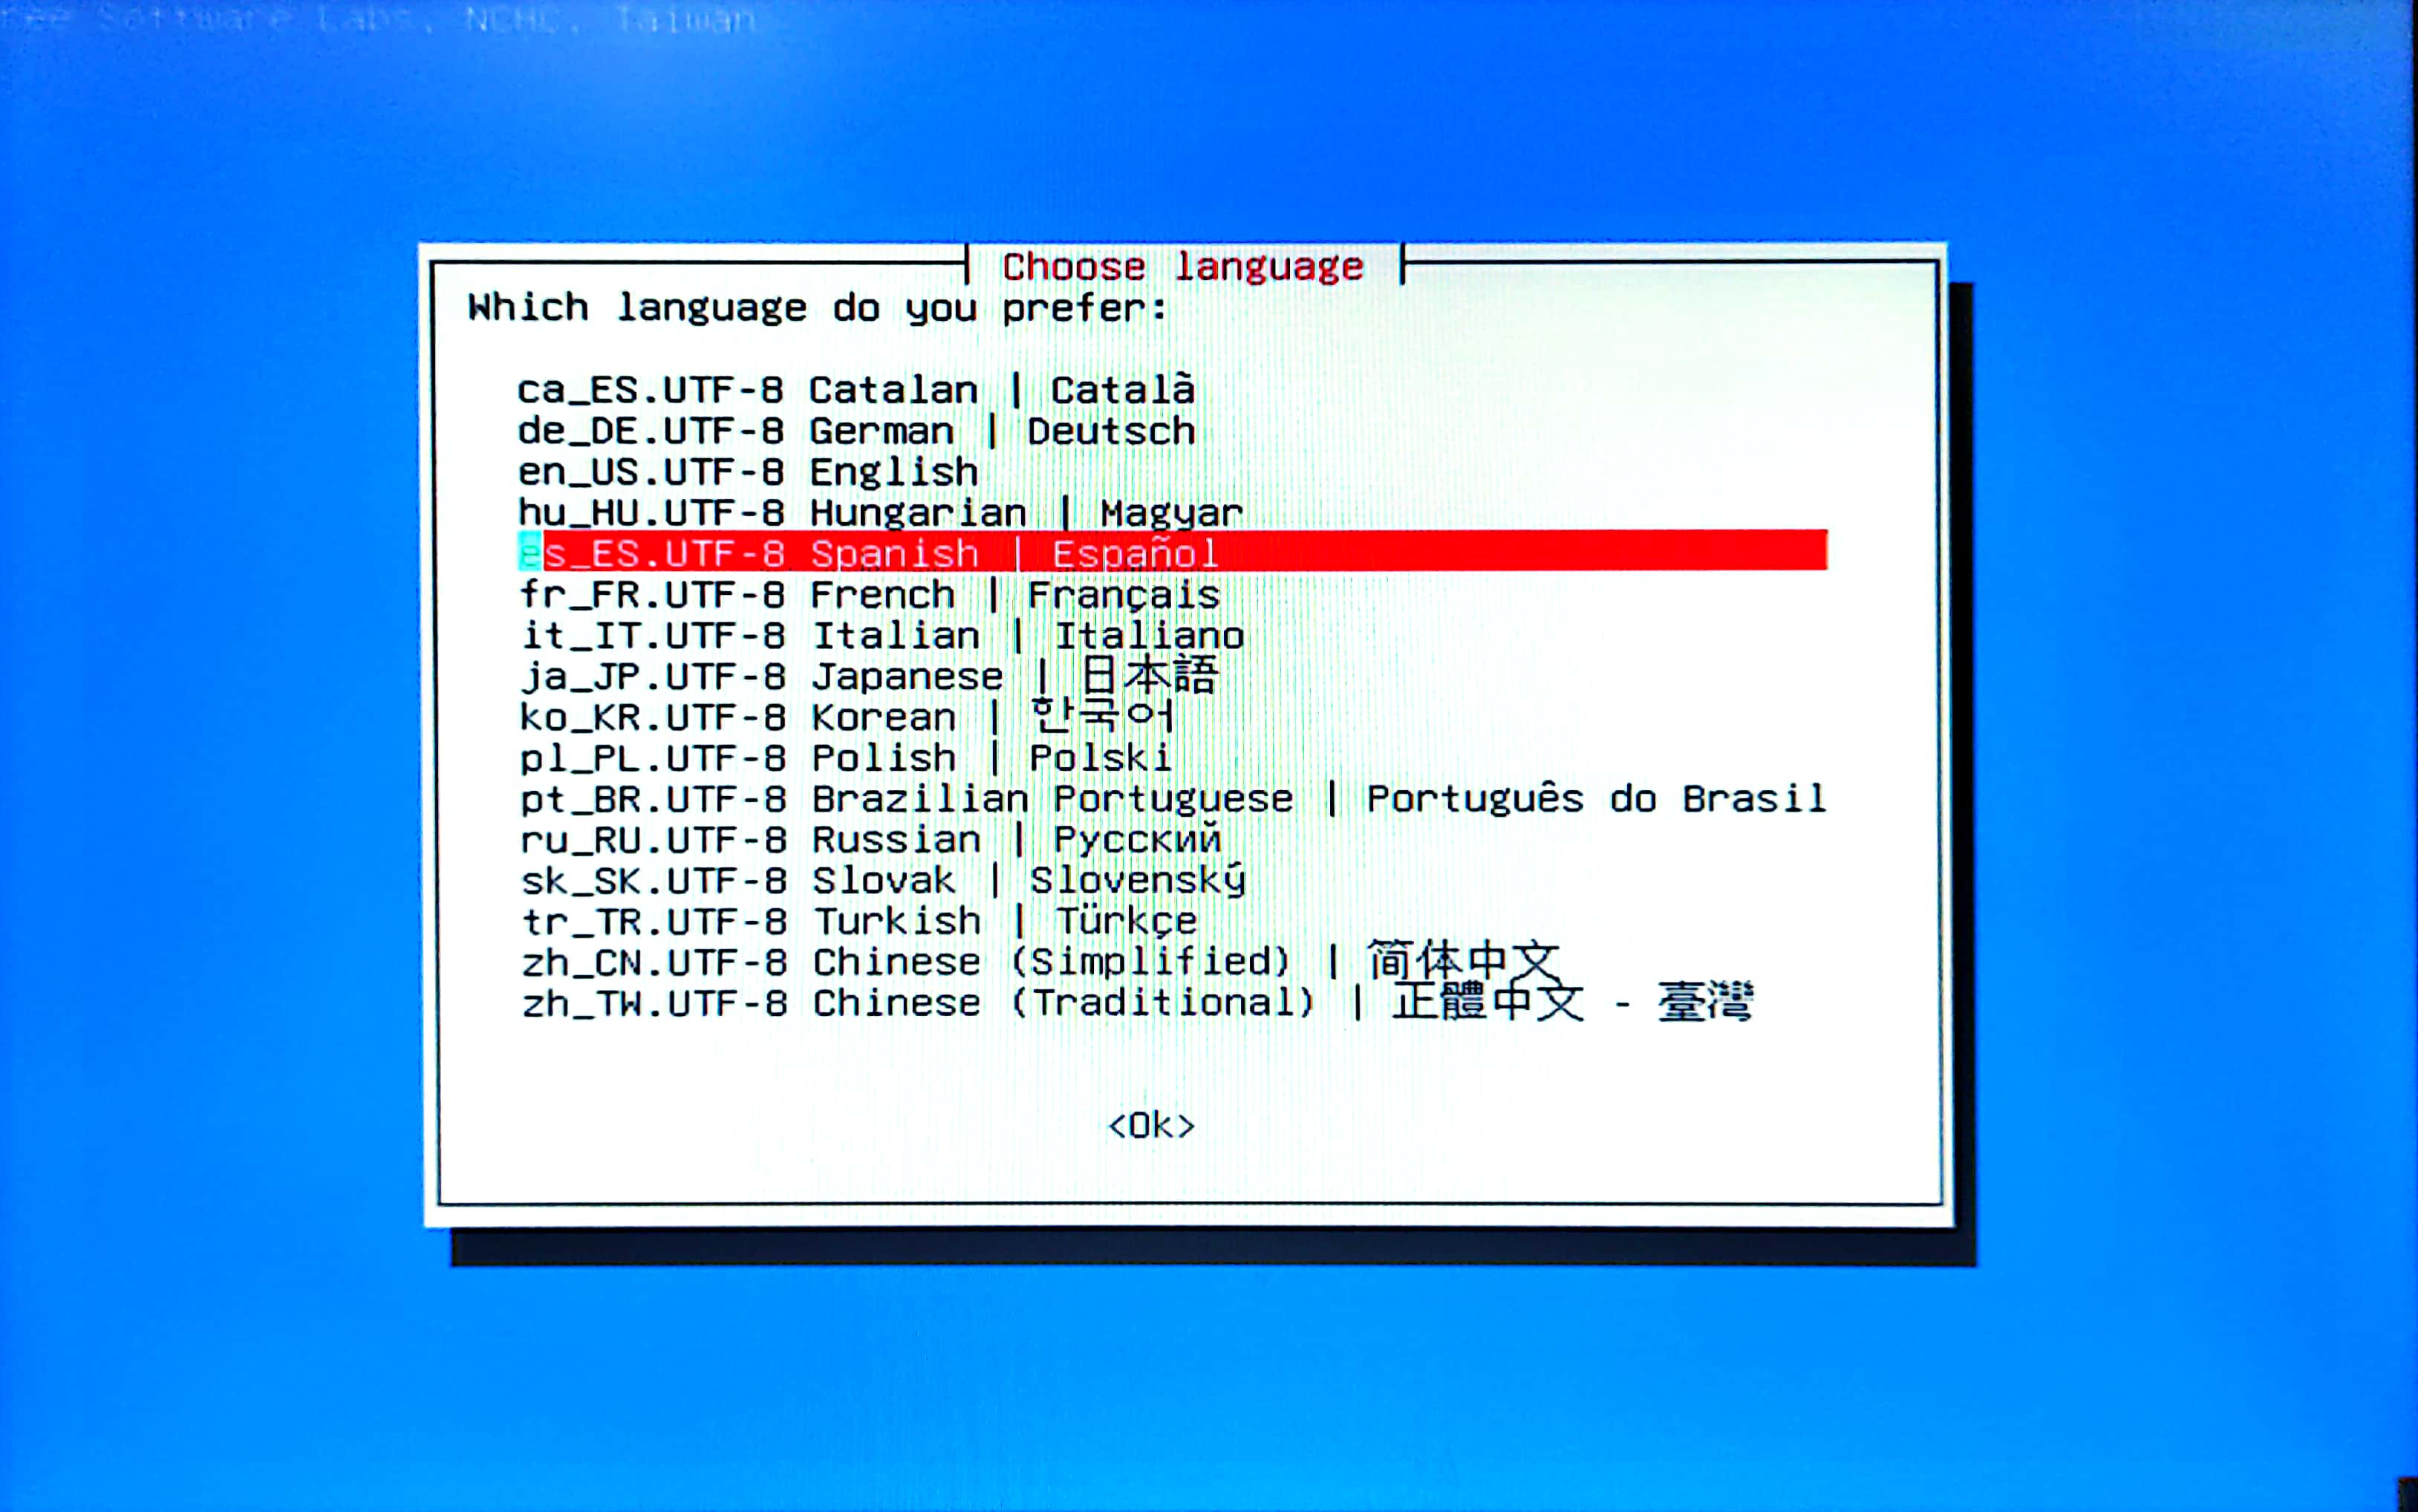 ree Software Labs, NCHC, Taiwan
Choose language
Which language do you prefer:
ca_ES.UTF-8 Catalan | Català
de_DE.UTF-8 German | Deutsch
en_US.UTF-8 English
hu_HU.UTF-8 Hungarian | Magyar
es_ES.UTF-8 Spanish | Español
fr_FR.UTF-8 French | Français
it_IT.UTF-8 Italian | Italiano
ja_JP.UTF-8 Japanese | 日本語
ko_KR.UTF-8 Korean | 한국어
pl_PL.UTF-8 Polish | Polski
pt_BR.UTF-8 Brazilian Portuguese | Português do Brasil
ru_RU.UTF-8 Russian | Русский
sk_SK.UTF-8 Slovak | Slovenský
tr_TR.UTF-8 Turkish | Türkçe
zh_CN.UTF-8 Chinese (Simplified) | 简体中文
zh_TW.UTF-8 Chinese (Traditional) | 正體中文 - 臺灣
<Ok>